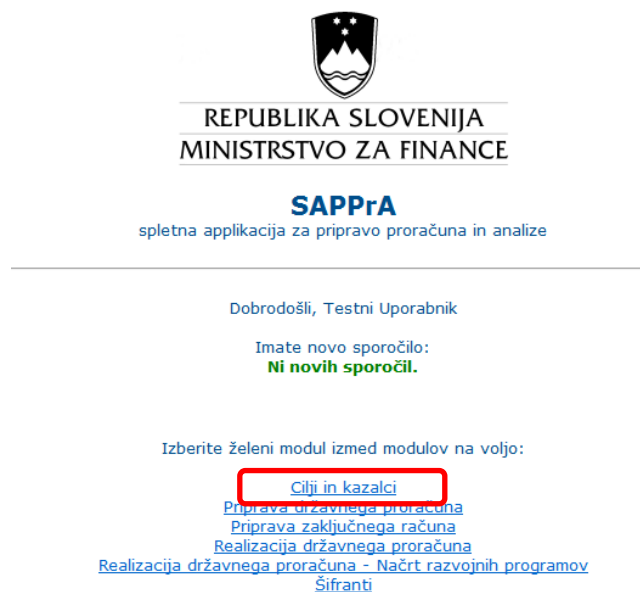 REPUBLIKA SLOVENIJA
MINISTRSTVO ZA FINANCE
SAPPrA
spletna applikacija za pripravo proračuna in analize
Dobrodošli, Testni Uporabnik
Imate novo sporočilo:
Ni novih sporočil.
Izberite želeni modul izmed modulov na voljo:
Cilji in kazalci
Priprava državnega proračuna
Priprava zaključnega računa
Realizacija državnega proračuna
Realizacija državnega proračuna - Načrt razvojnih programov
Šifranti